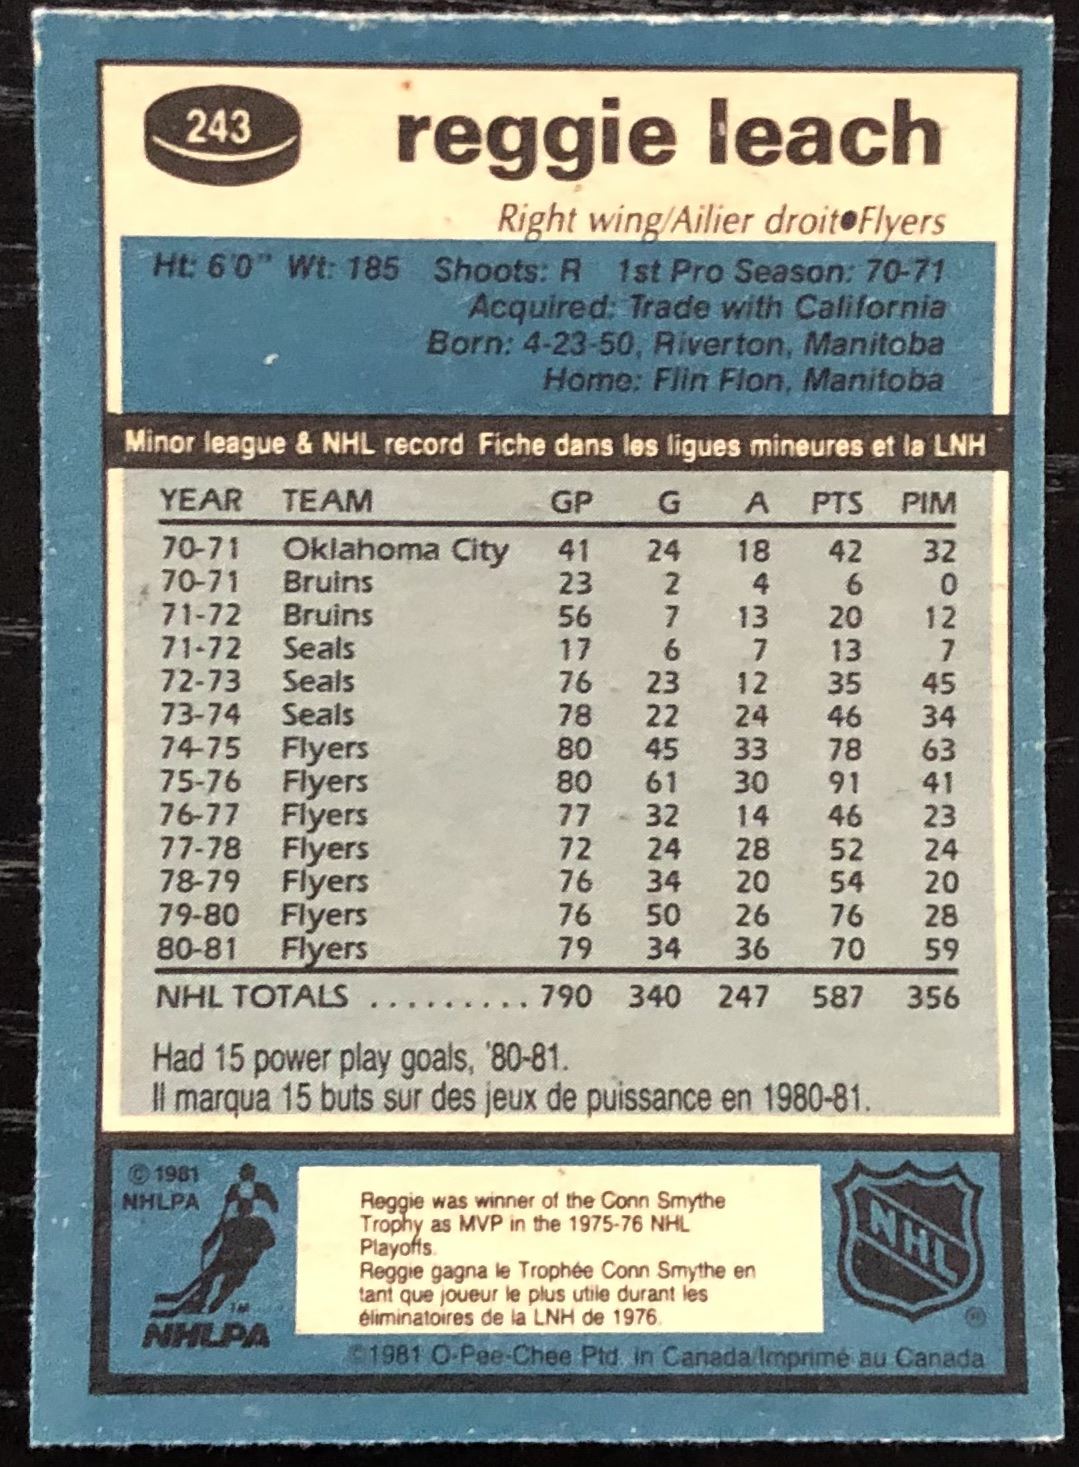 243
reggie leach
Right wing/Ailier droit●Flyers
Ht: 6'0" Wt: 185 Shoots: R 1st Pro Season: 70-71
Acquired: Trade with California
Born: 4-23-50, Riverton, Manitoba
Home: Flin Flon, Manitoba
Minor league & NHL record Fiche dans les ligues mineures et la LNH
YEAR TEAM GP G A PTS PIM
70-71 Oklahoma City 41 24 18 42 32
70-71 Bruins 23 2 4 6 0
71-72 Bruins 56 7 13 20 12
71-72 Seals 17 6 7 13 7
72-73 Seals 76 23 12 35 45
73-74 Seals 78 22 24 46 34
74-75 Flyers 80 45 33 78 63
75-76 Flyers 80 61 30 91 41
76-77 Flyers 77 32 14 46 23
77-78 Flyers 72 24 28 52 24
78-79 Flyers 76 34 20 54 20
79-80 Flyers 76 50 26 76 28
80-81 Flyers 79 34 36 70 59
NHL TOTALS .......... 790 340 247 587 356
Had 15 power play goals, '80-81.
Il marqua 15 buts sur des jeux de puissance en 1980-81.
© 1981
NHLPA
TM
NHLPA
Reggie was winner of the Conn Smythe
Trophy as MVP in the 1975-76 NHL
Playoffs.
Reggie gagna le Trophée Conn Smythe en
tant que joueur le plus utile durant les
éliminatoires de la LNH de 1976.
NHL
®
©1981 O-Pee-Chee Ptd. in Canada/Imprimé au Canada